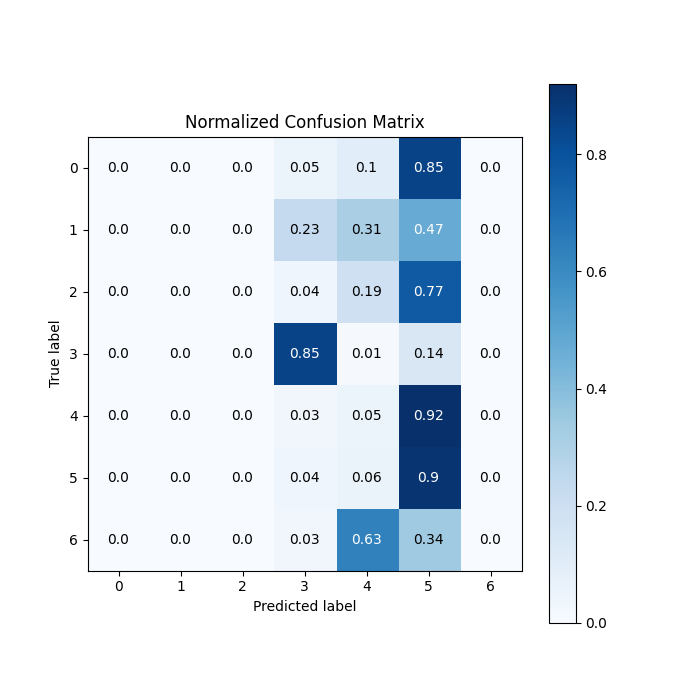 Normalized Confusion Matrix
0 0.0 0.0 0.0 0.05 0.1 0.85 0.0
1 0.0 0.0 0.0 0.23 0.31 0.47 0.0
2 0.0 0.0 0.0 0.04 0.19 0.77 0.0
3 0.0 0.0 0.0 0.85 0.01 0.14 0.0
4 0.0 0.0 0.0 0.03 0.05 0.92 0.0
5 0.0 0.0 0.0 0.04 0.06 0.9 0.0
6 0.0 0.0 0.0 0.03 0.63 0.34 0.0
0 1 2 3 4 5 6
Predicted label
True label
0.8
0.6
0.4
0.2
0.0